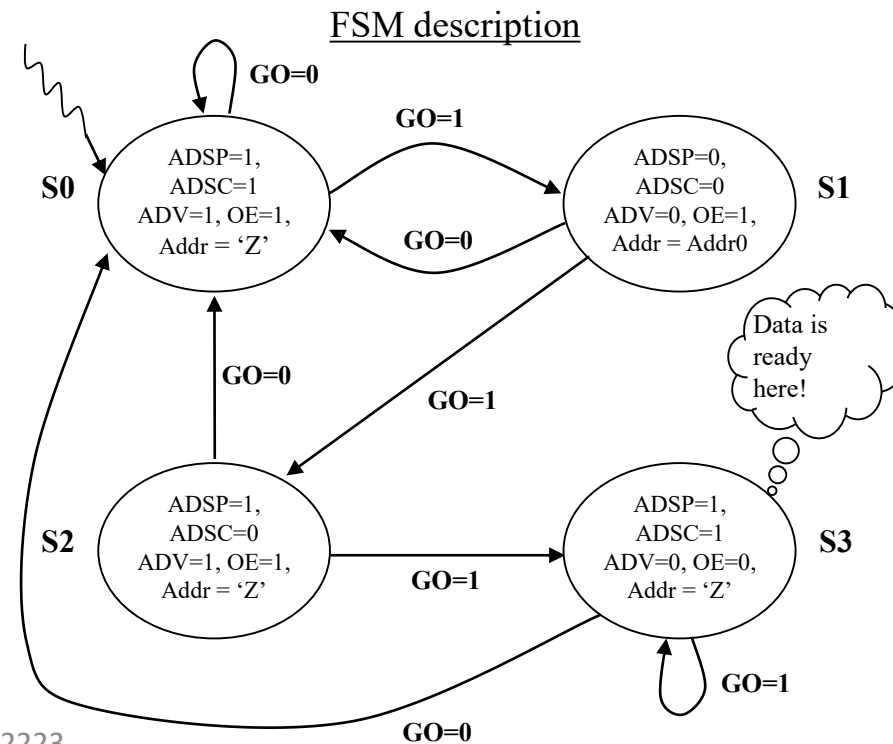 FSM description
GO=0
GO=1
S0
ADSP=1,
ADSC=1
ADV=1, OE=1,
Addr = ‘Z’
ADSP=0,
ADSC=0
ADV=0, OE=1,
Addr = Addr0
S1
GO=0
Data is
ready
here!
GO=0
GO=1
S2
ADSP=1,
ADSC=0
ADV=1, OE=1,
Addr = ‘Z’
GO=1
ADSP=1,
ADSC=1
ADV=0, OE=0,
Addr = ‘Z’
S3
GO=1
GO=0
2223